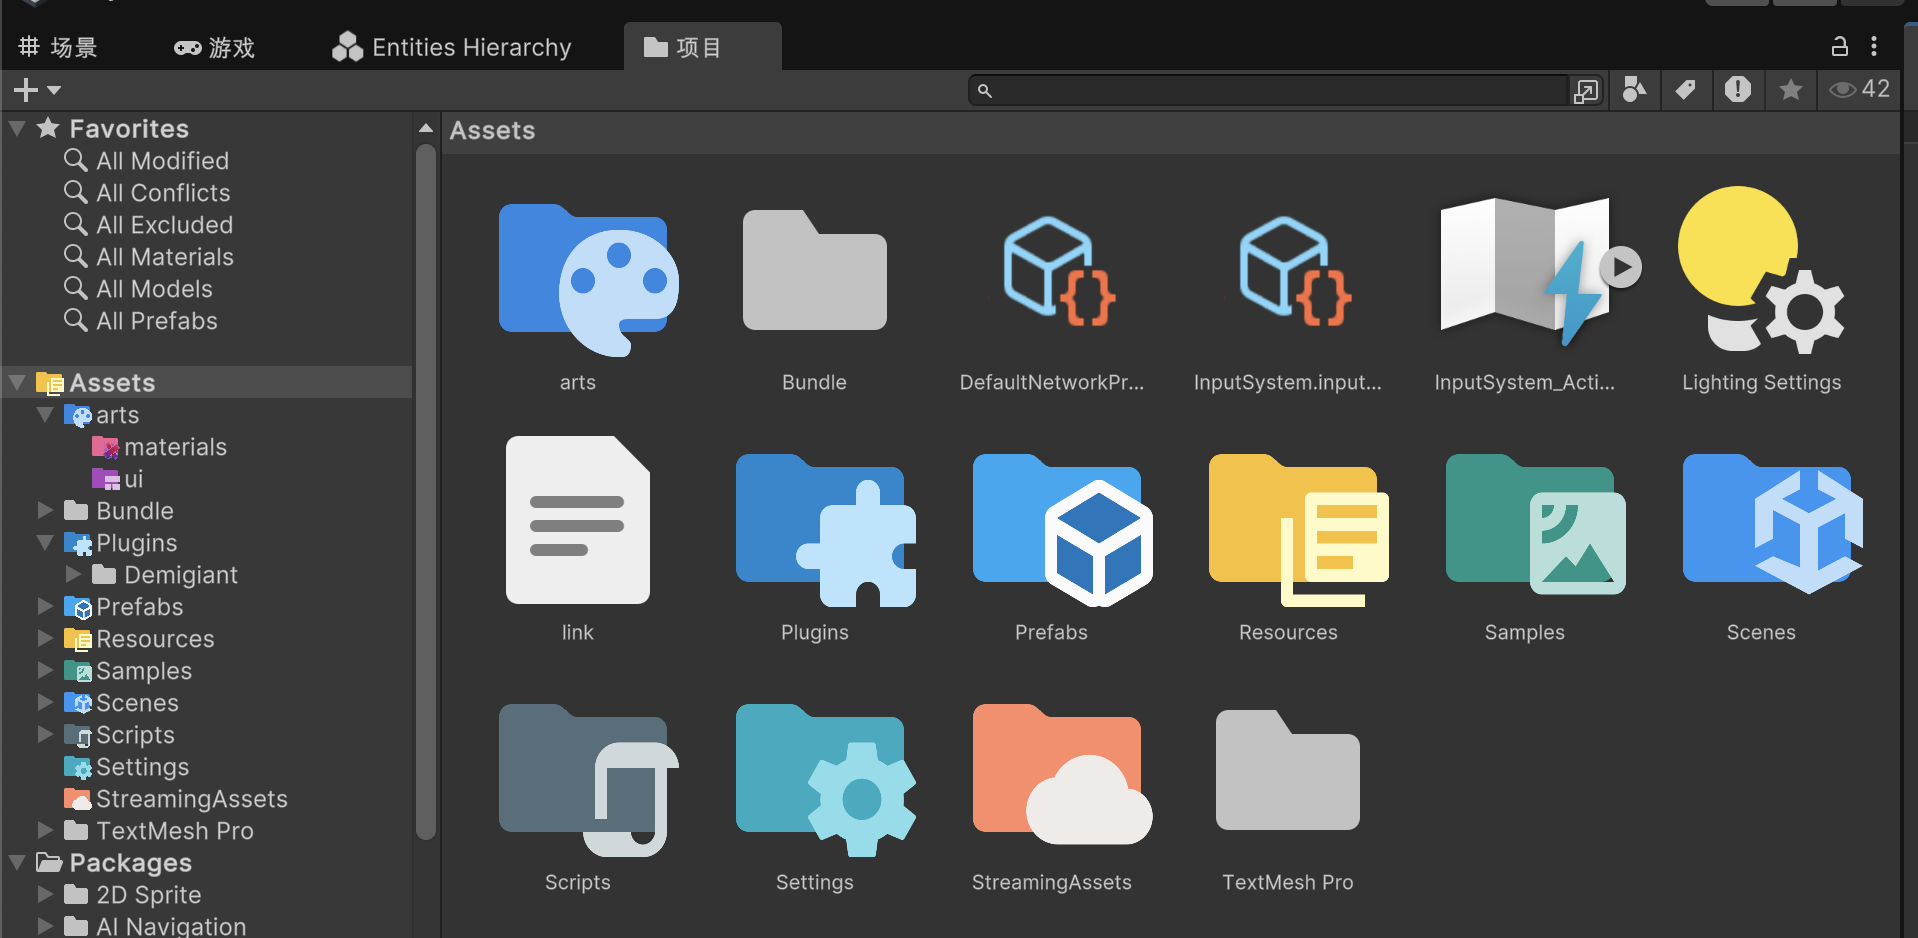 场景
游戏
Entities Hierarchy
项目
42
Favorites
All Modified
All Conflicts
All Excluded
All Materials
All Models
All Prefabs
Assets
arts
materials
ui
Bundle
Plugins
Demigiant
Prefabs
Resources
Samples
Scenes
Scripts
Settings
StreamingAssets
TextMesh Pro
Packages
2D Sprite
AI Navigation
Assets
arts
Bundle
DefaultNetworkPr...
InputSystem.input...
InputSystem_Acti...
Lighting Settings
link
Plugins
Prefabs
Resources
Samples
Scenes
Scripts
Settings
StreamingAssets
TextMesh Pro